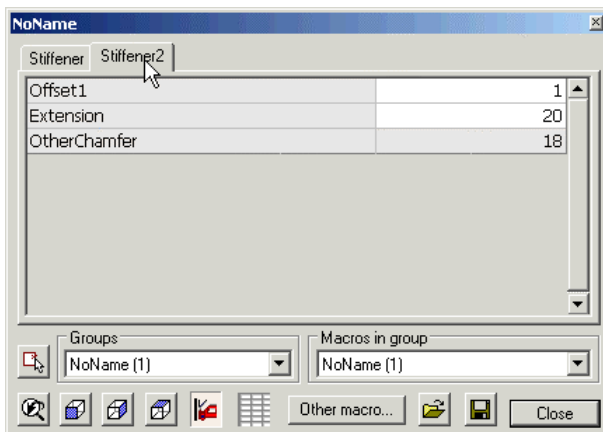 NoName
Stiffener Stiffener2
Offset1 1
Extension 20
OtherChamfer 18
Groups Macros in group
NoName (1) NoName (1)
Other macro... Close